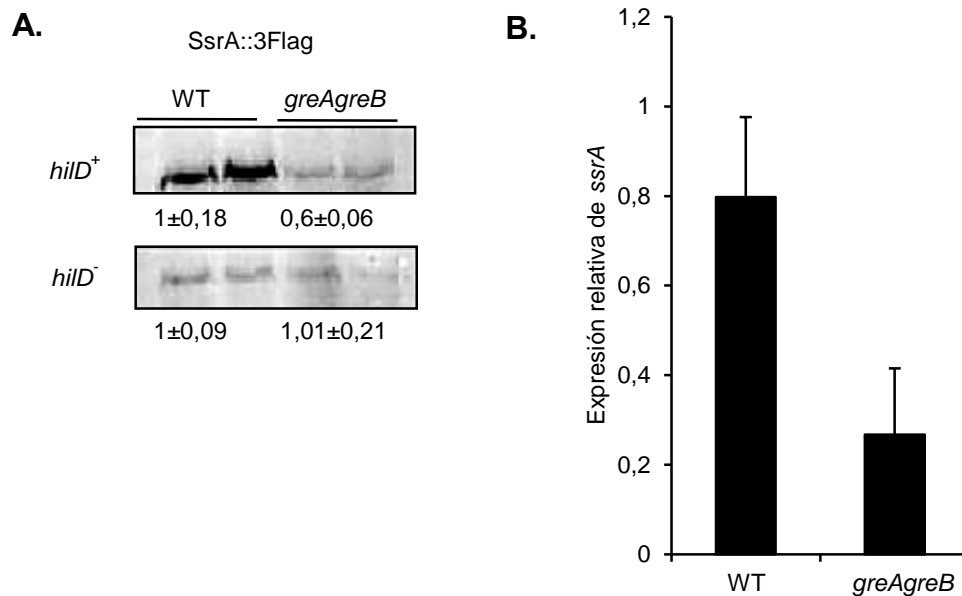 A.
SsrA::3Flag
WT greAgreB
hilD+
1±0,18 0,6±0,06
hilD-
1±0,09 1,01±0,21
B.
Expresión relativa de ssrA
1,2
1
0,8
0,6
0,4
0,2
0
WT greAgreB